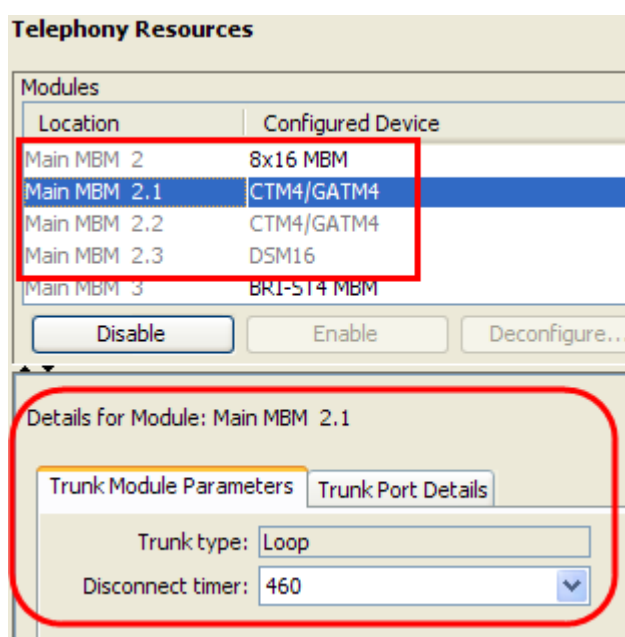 Telephony Resources
Modules
Location Configured Device
Main MBM 2 8x16 MBM
Main MBM 2.1 CTM4/GATM4
Main MBM 2.2 CTM4/GATM4
Main MBM 2.3 DSM16
Main MBM 3 BRI-ST4 MBM
Disable Enable Deconfigure...
Details for Module: Main MBM 2.1
Trunk Module Parameters Trunk Port Details
Trunk type: Loop
Disconnect timer: 460